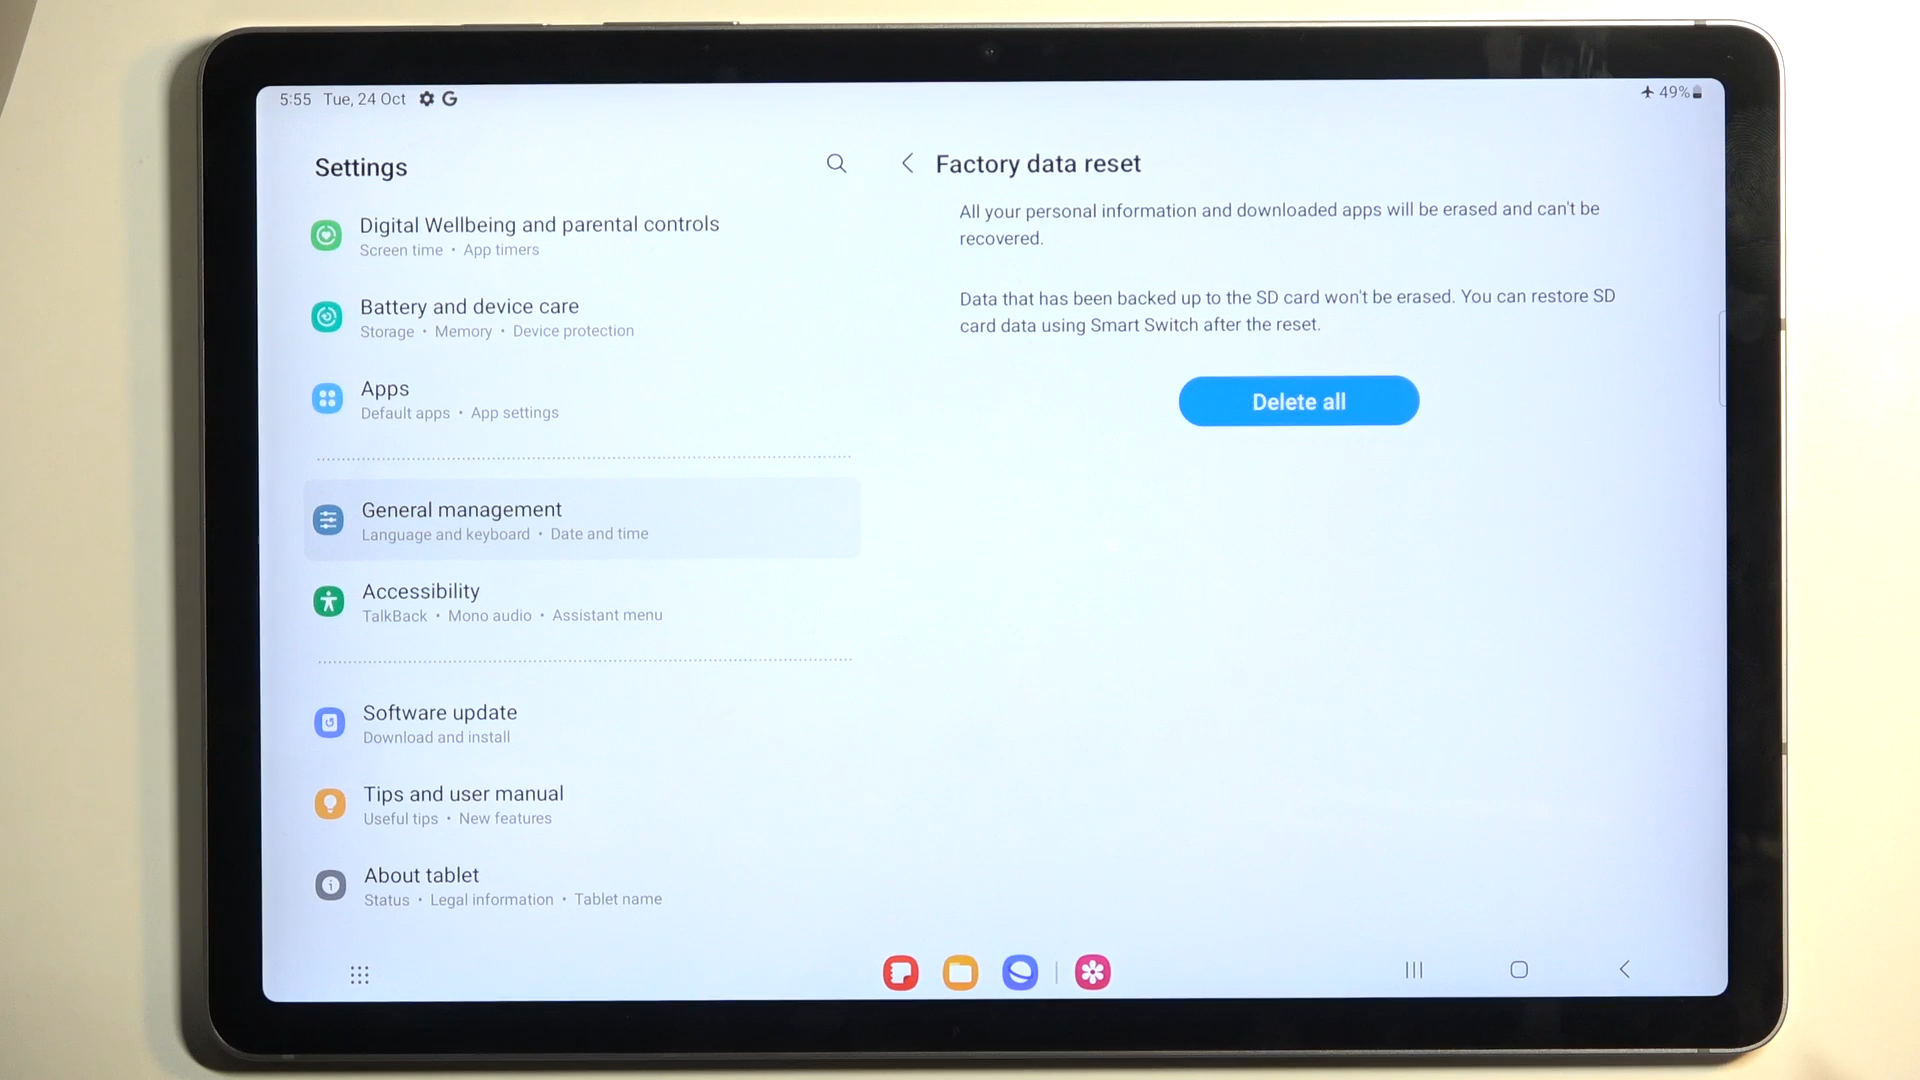 5:55 Tue, 24 Oct
49%
Settings
Digital Wellbeing and parental controls
Screen time • App timers
Battery and device care
Storage • Memory • Device protection
Apps
Default apps • App settings
General management
Language and keyboard • Date and time
Accessibility
TalkBack • Mono audio • Assistant menu
Software update
Download and install
Tips and user manual
Useful tips • New features
About tablet
Status • Legal information • Tablet name
Factory data reset
All your personal information and downloaded apps will be erased and can't be
recovered.
Data that has been backed up to the SD card won't be erased. You can restore SD
card data using Smart Switch after the reset.
Delete all